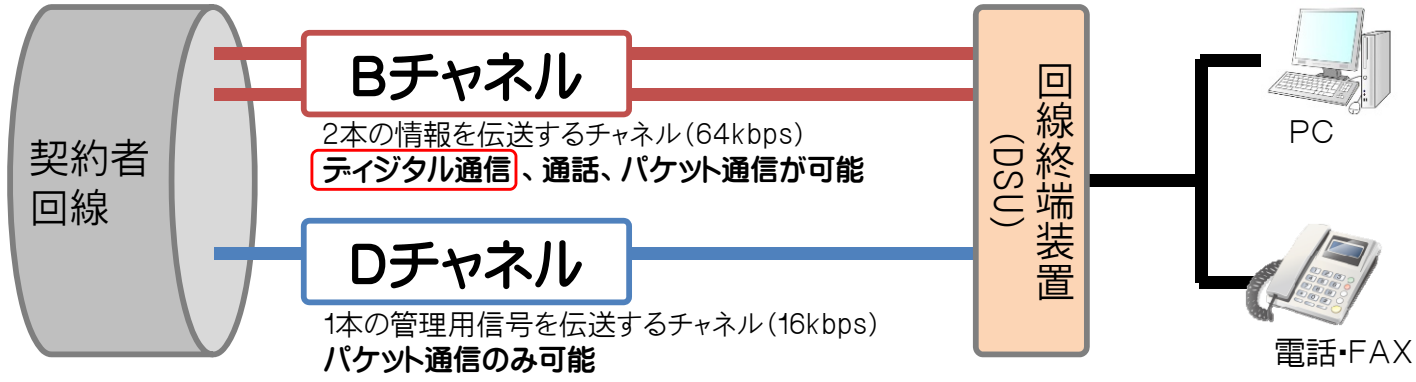 契約者
回線
Bチャネル
2本の情報を伝送するチャネル(64kbps)
ディジタル通信、通話、パケット通信が可能
Dチャネル
1本の管理用信号を伝送するチャネル(16kbps)
パケット通信のみ可能
回線終端装置
(DSU)
PC
電話・FAX